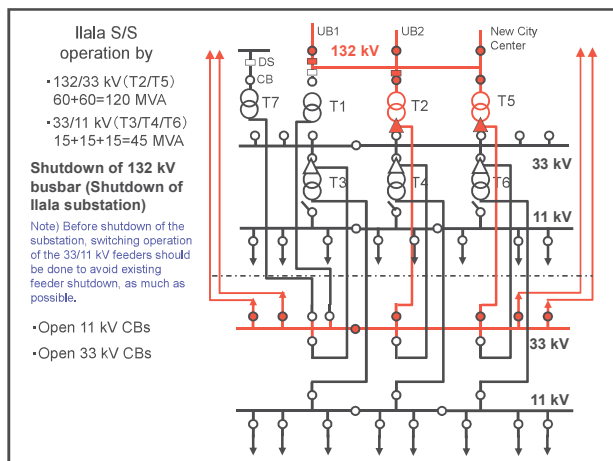 Ilala S/S
operation by
・132/33 kV(T2/T5)
60+60=120 MVA
・33/11 kV(T3/T4/T6)
15+15+15=45 MVA
Shutdown of 132 kV
busbar (Shutdown of
Ilala substation)
Note) Before shutdown of the
substation, switching operation
of the 33/11 kV feeders should
be done to avoid existing
feeder shutdown, as much as
possible.
・Open 11 kV CBs
・Open 33 kV CBs
UB1
UB2
New City
Center
132 kV
DS
CB
T7
T1
T2
T5
33 kV
T3
T4
T6
11 kV
33 kV
11 kV